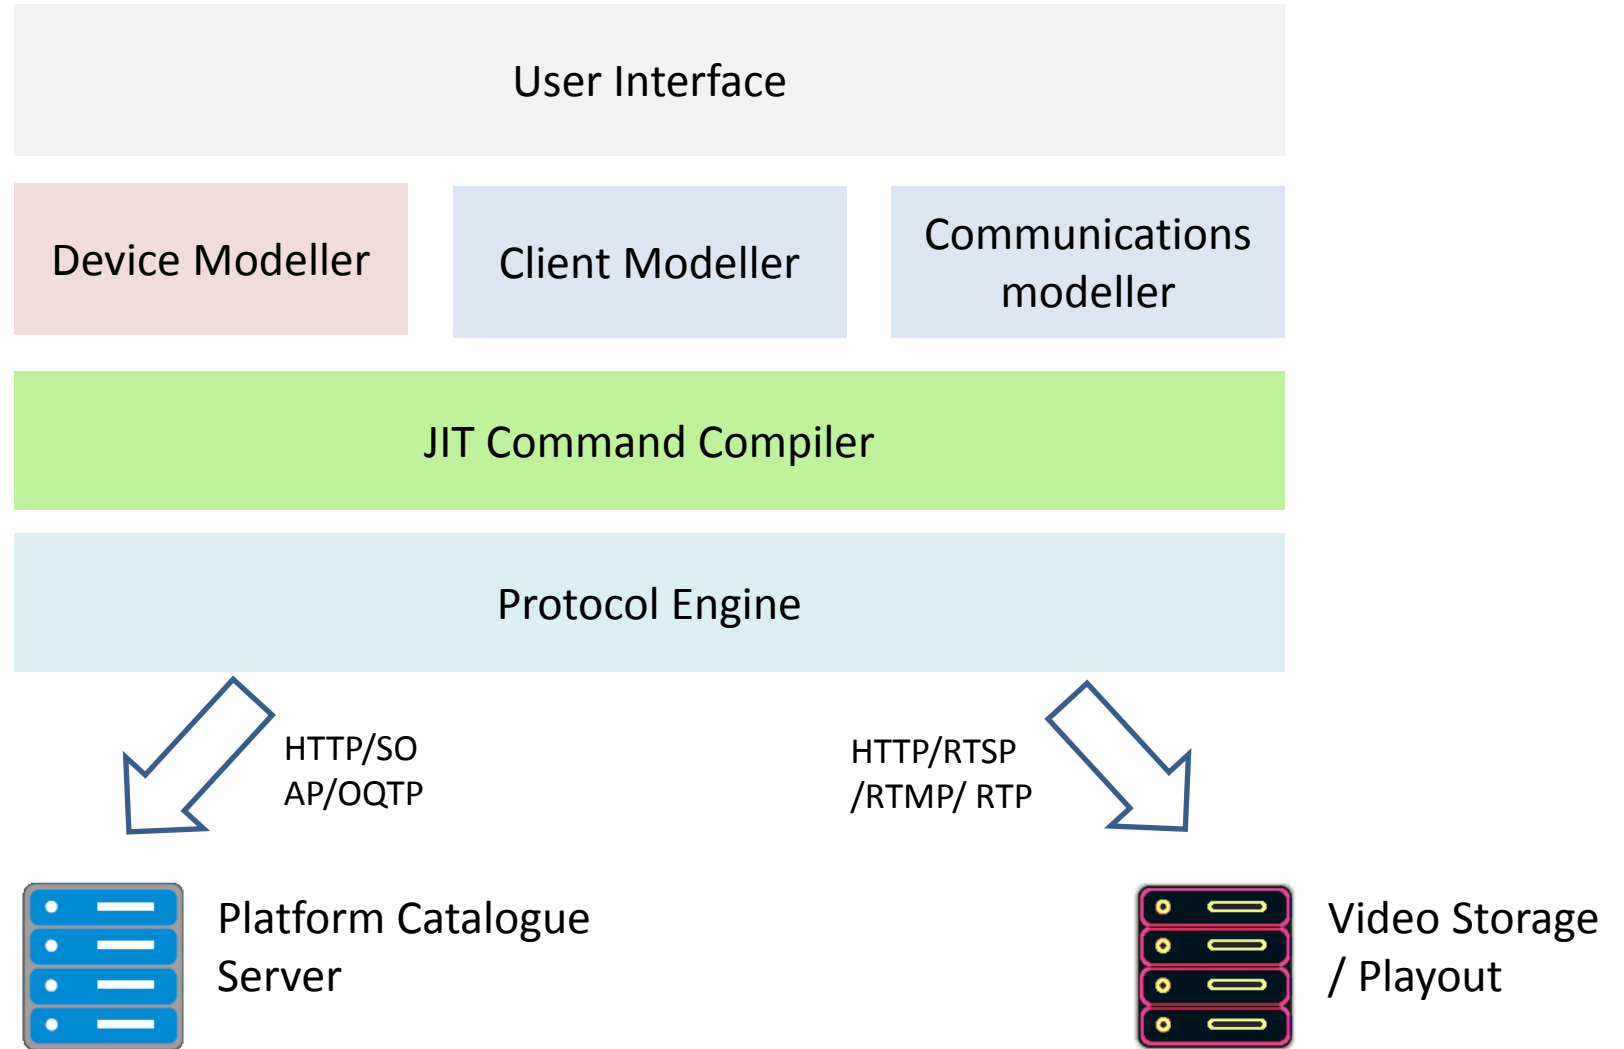 User Interface
Device Modeller
Client Modeller
Communications
modeller
JIT Command Compiler
Protocol Engine
HTTP/SO
AP/OQTP
HTTP/RTSP
/RTMP/ RTP
Platform Catalogue
Server
Video Storage
/ Playout